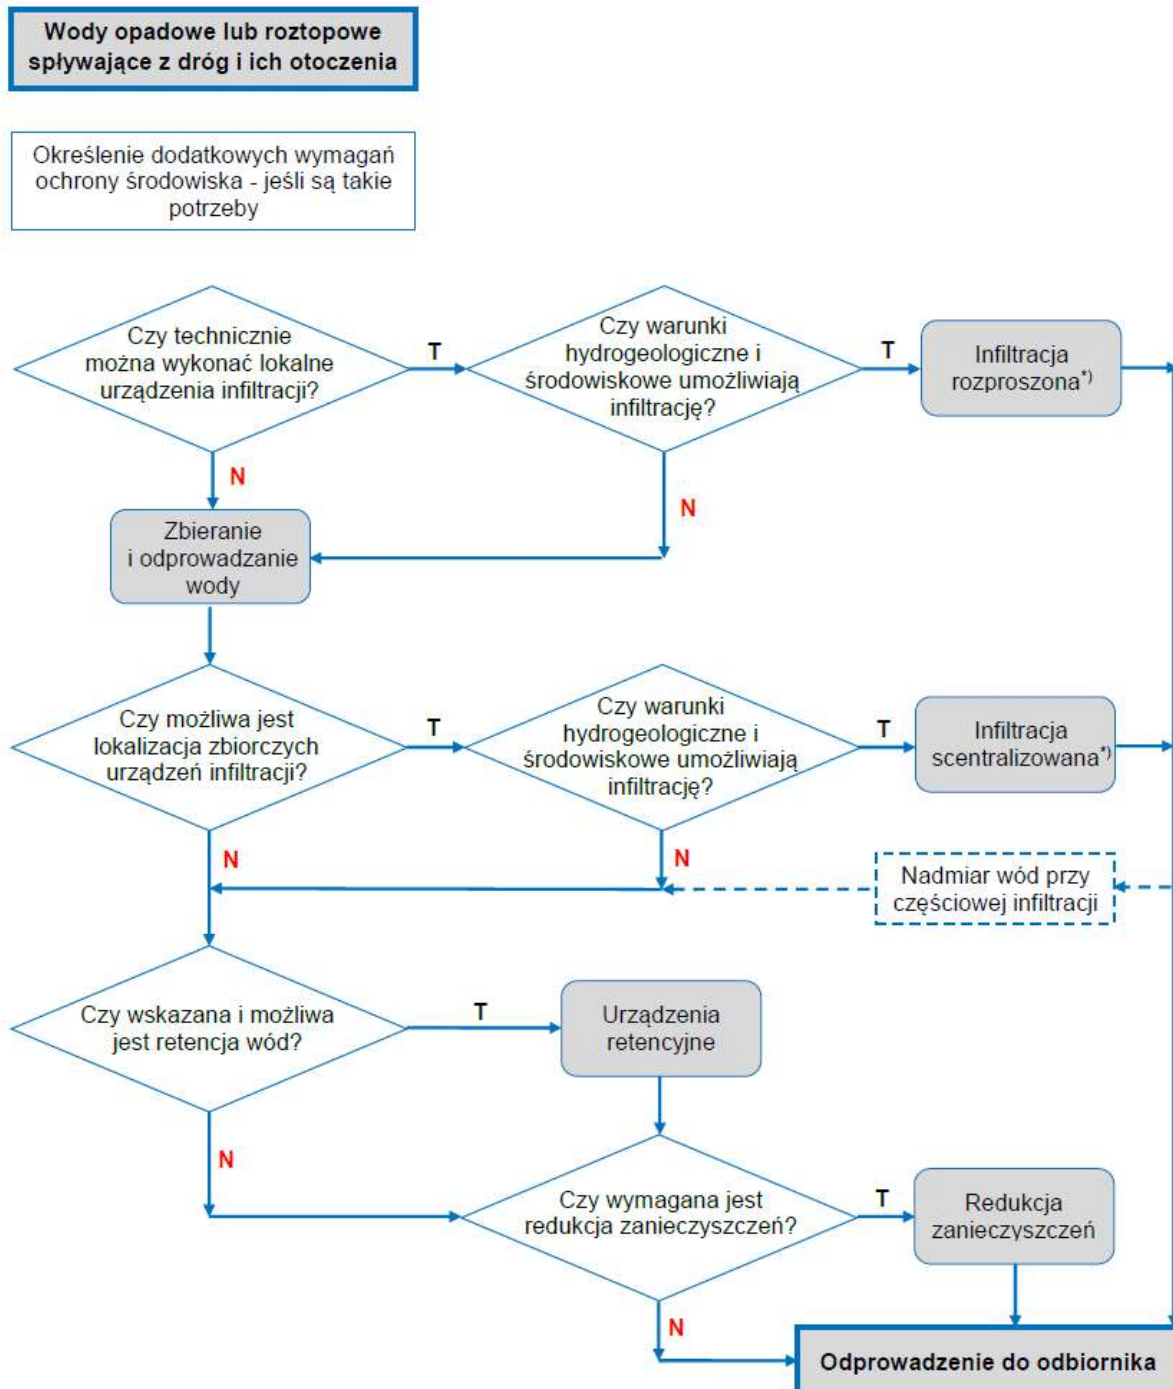 Wody opadowe lub roztopowe
spływające z dróg i ich otoczenia
Określenie dodatkowych wymagań
ochrony środowiska - jeśli są takie
potrzeby
Czy technicznie
można wykonać lokalne
urządzenia infiltracji?
T
Czy warunki
hydrogeologiczne i
środowiskowe umożliwiają
infiltrację?
T
Infiltracja
rozproszona*)
N
N
Zbieranie
i odprowadzanie
wody
Czy możliwa jest
lokalizacja zbiorczych
urządzeń infiltracji?
T
Czy warunki
hydrogeologiczne i
środowiskowe umożliwiają
infiltrację?
T
Infiltracja
scentralizowana*)
N
N
Nadmiar wód przy
częściowej infiltracji
Czy wskazana i możliwa
jest retencja wód?
T
Urządzenia
retencyjne
N
Czy wymagana jest
redukcja zanieczyszczeń?
T
Redukcja
zanieczyszczeń
N
Odprowadzenie do odbiornika